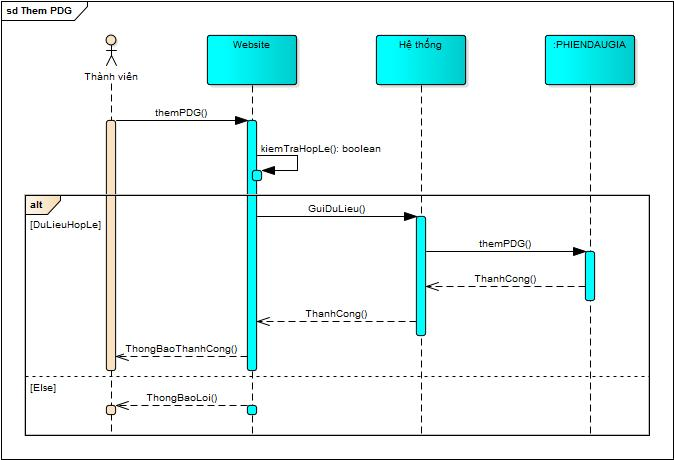 sd Them PDG
Thành viên
Website
Hệ thống
:PHIENDAUGIA
themPDG()
kiemTraHopLe(): boolean
alt
[DuLieuHopLe]
GuiDuLieu()
themPDG()
ThanhCong()
ThanhCong()
ThongBaoThanhCong()
[Else]
ThongBaoLoi()